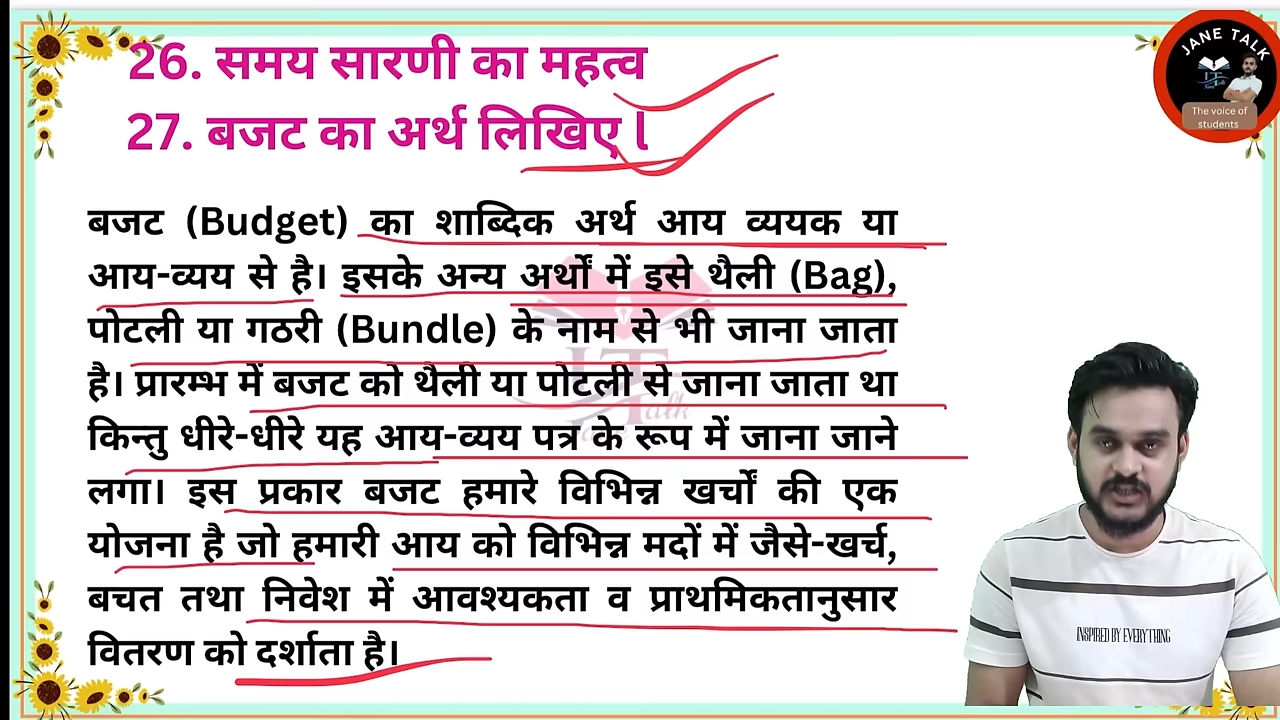 26. समय सारणी का महत्व
27. बजट का अर्थ लिखिए l
बजट (Budget) का शाब्दिक अर्थ आय व्ययक या
आय-व्यय से है। इसके अन्य अर्थों में इसे थैली (Bag),
पोटली या गठरी (Bundle) के नाम से भी जाना जाता
है। प्रारम्भ में बजट को थैली या पोटली से जाना जाता था
किन्तु धीरे-धीरे यह आय-व्यय पत्र के रूप में जाना जाने
लगा। इस प्रकार बजट हमारे विभिन्न खर्चों की एक
योजना है जो हमारी आय को विभिन्न मदों में जैसे-खर्च,
बचत तथा निवेश में आवश्यकता व प्राथमिकतानुसार
वितरण को दर्शाता है।
JANE TALK
The voice of
students
INSPIRED BY EVERYTHING